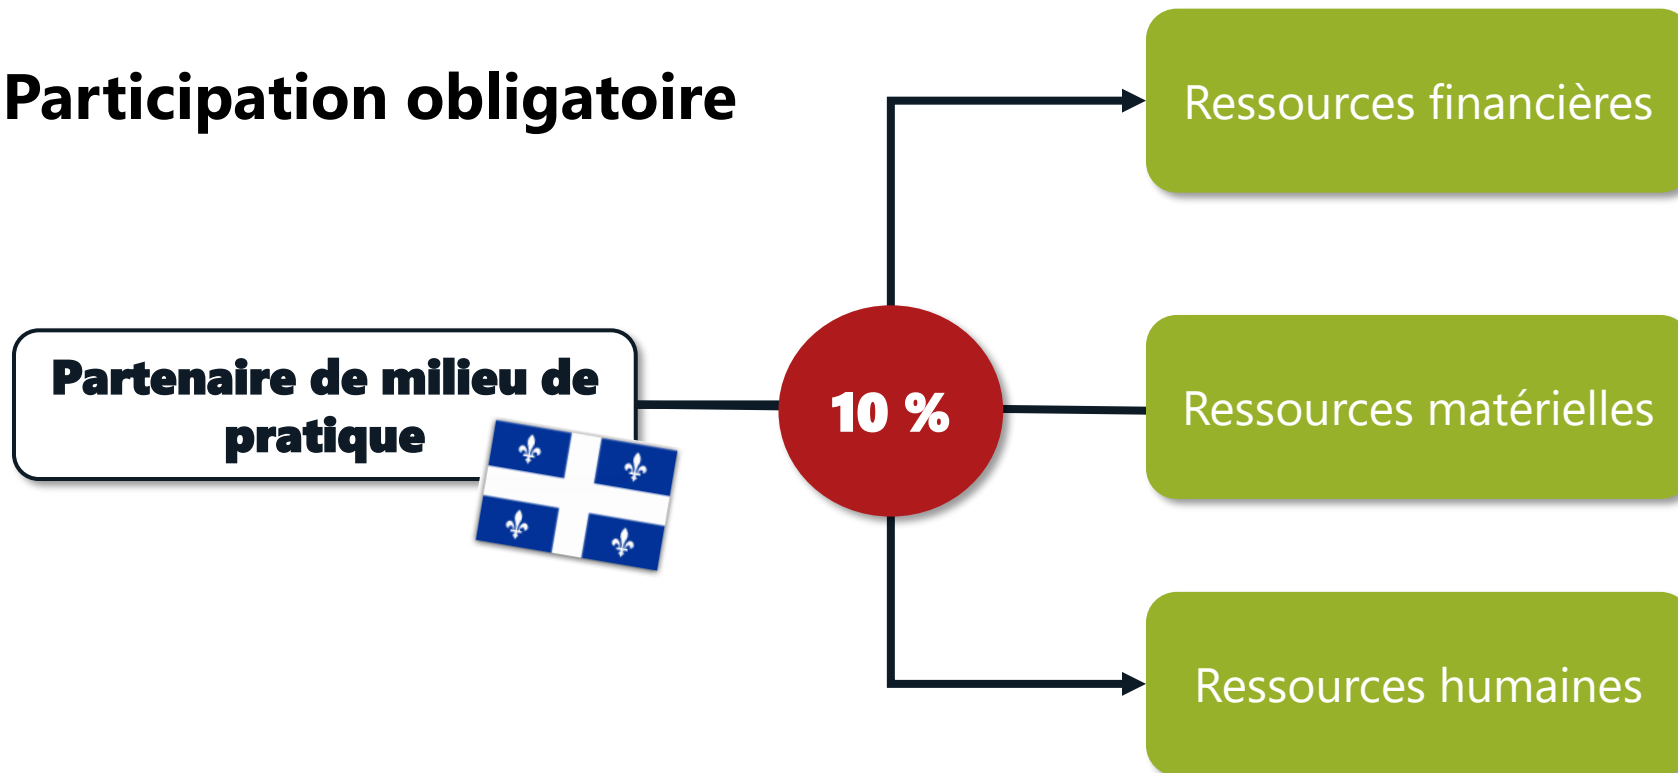 Participation obligatoire
Partenaire de milieu de
pratique
10 %
Ressources financières
Ressources matérielles
Ressources humaines